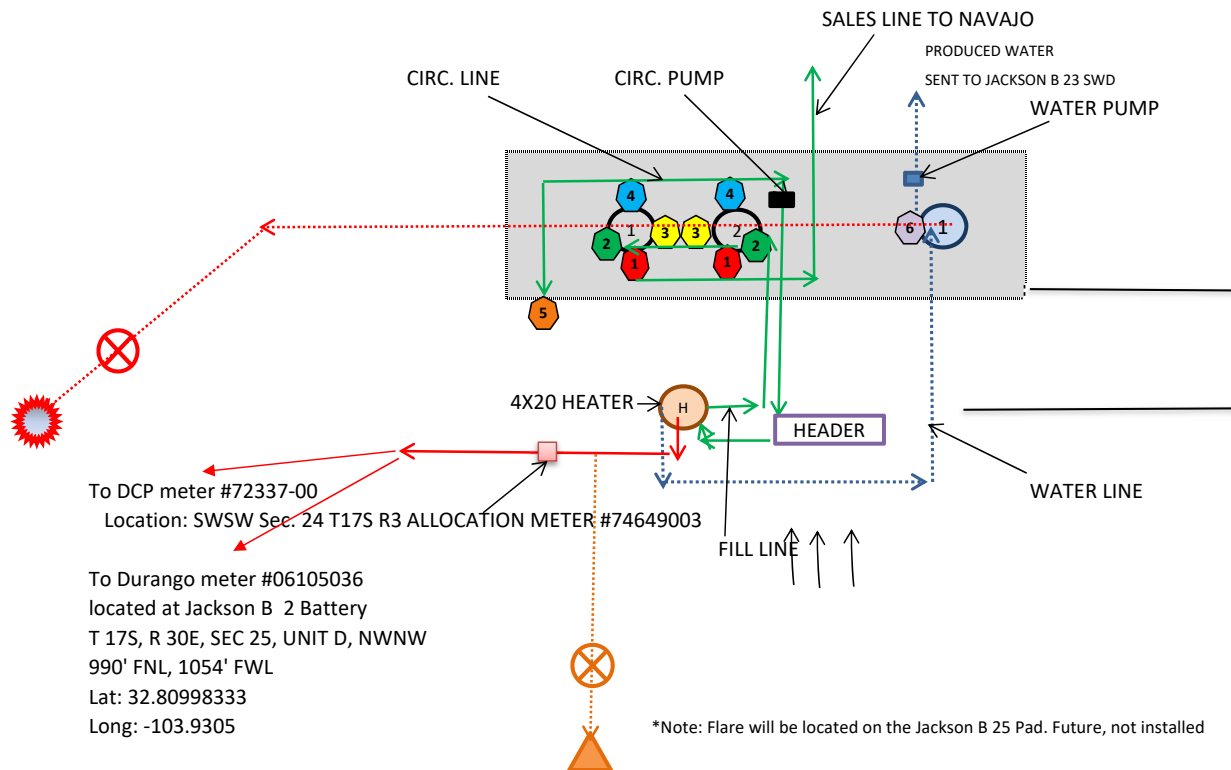 SALES LINE TO NAVAJO
PRODUCED WATER
SENT TO JACKSON B 23 SWD
CIRC. LINE
CIRC. PUMP
WATER PUMP
4
4
1
2
3
3
2
2
1
1
6
1
5
4X20 HEATER
H
HEADER
To DCP meter #72337-00
Location: SWSW Sec. 24 T17S R3 ALLOCATION METER #74649003
WATER LINE
FILL LINE
To Durango meter #06105036
located at Jackson B 2 Battery
T 17S, R 30E, SEC 25, UNIT D, NWNW
990' FNL, 1054' FWL
Lat: 32.80998333
Long: -103.9305
*Note: Flare will be located on the Jackson B 25 Pad. Future, not installed